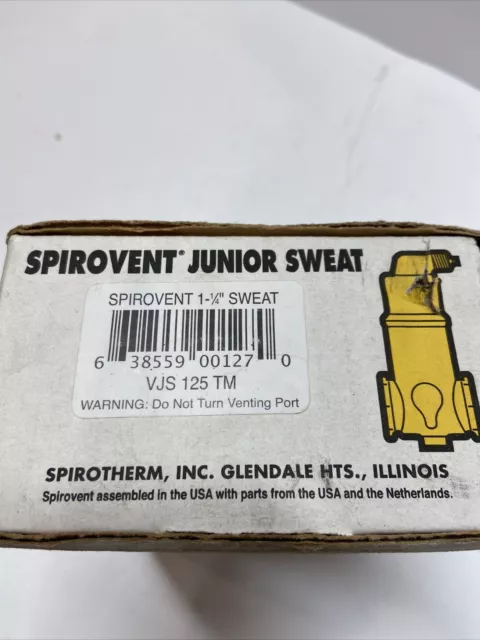 SPIROVENT® JUNIOR SWEAT
SPIROVENT 1-¼" SWEAT
6 38559 00127 0
VJS 125 TM
WARNING: Do Not Turn Venting Port
SPIROTHERM, INC. GLENDALE HTS., ILLINOIS
Spirovent assembled in the USA with parts from the USA and the Netherlands.